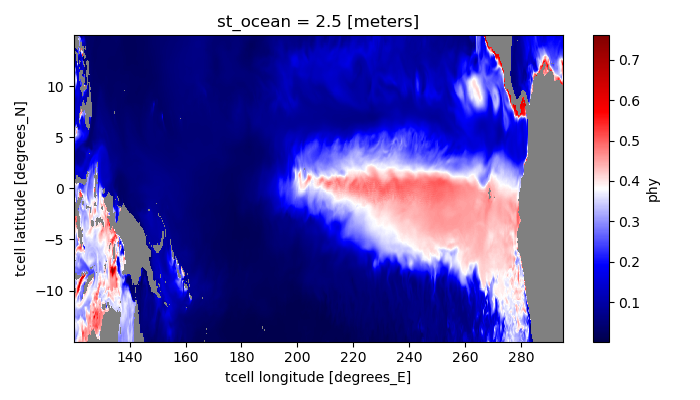 st_ocean = 2.5 [meters]
10
5
0
−5
−10
tcell latitude [degrees_N]
140 160 180 200 220 240 260 280
tcell longitude [degrees_E]
0.7
0.6
0.5
0.4
0.3
0.2
0.1
phy